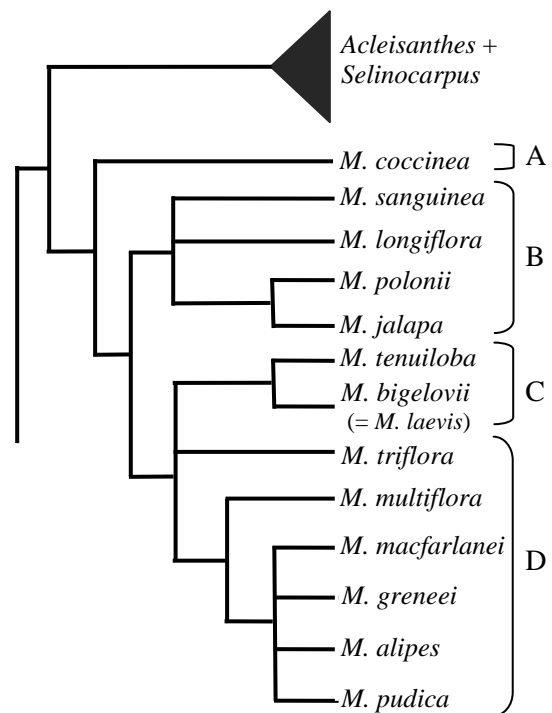 Acleisanthes +
Selinocarpus
M. coccinea
A
M. sanguinea
M. longiflora
B
M. polonii
M. jalapa
M. tenuiloba
M. bigelovii
C
(= M. laevis)
M. triflora
M. multiflora
M. macfarlanei
D
M. greneei
M. alipes
M. pudica